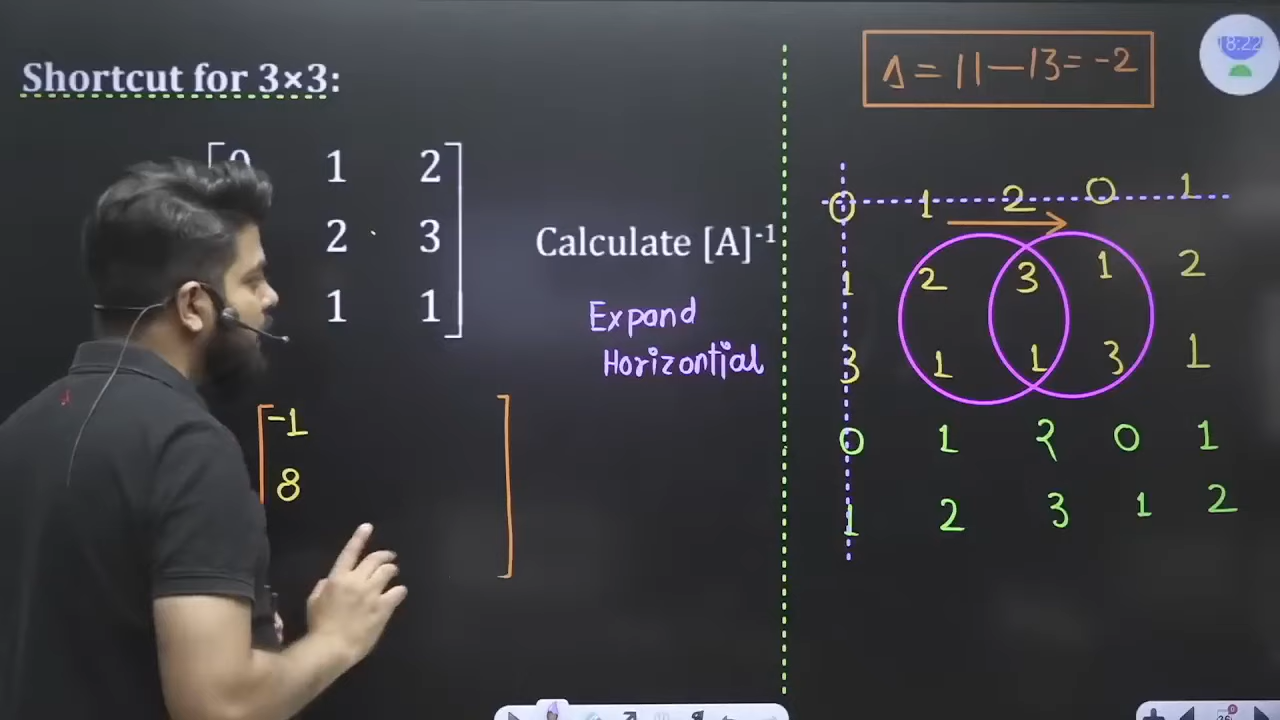 Shortcut for 3×3:
1 2
2 3
1 1
Calculate [A]-1
Expand
Horizontial
-1
8
Δ = 11 - 13 = -2
18:22
0 1 2 0 1
1 2 3 1 2
3 1 1 3 1
0 1 2 0 1
1 2 3 1 2